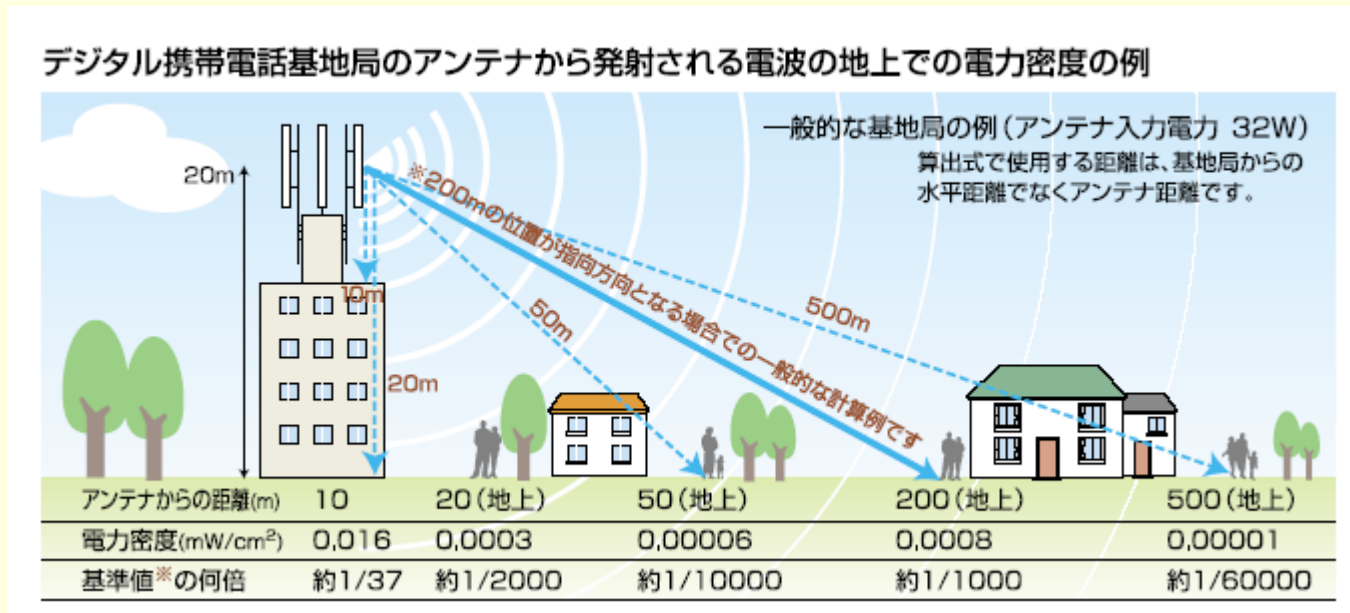 デジタル携帯電話基地局のアンテナから発射される電波の地上での電力密度の例
一般的な基地局の例(アンテナ入力電力 32W)
算出式で使用する距離は、基地局からの
水平距離でなくアンテナ距離です。
20m
※200mの位置が指向方向となる場合での一般的な計算例です
10m
50m
500m
20m
アンテナからの距離(m) 10 20(地上) 50(地上) 200(地上) 500(地上)
電力密度(mW/cm²) 0,016 0,0003 0,00006 0,0008 0,00001
基準値※の何倍 約1/37 約1/2000 約1/10000 約1/1000 約1/60000